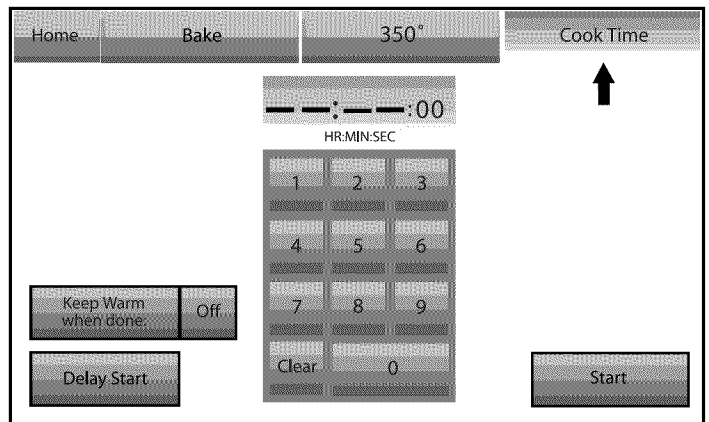 Home Bake 350° Cook Time
– –:– –:00
HR:MIN:SEC
1 2 3
4 5 6
Keep Warm
when done: Off
7 8 9
Delay Start
Clear 0
Start